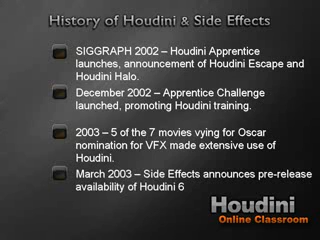 History of Houdini & Side Effects
SIGGRAPH 2002 – Houdini Apprentice
launches, announcement of Houdini Escape and
Houdini Halo.
December 2002 – Apprentice Challenge
launched, promoting Houdini training.
2003 – 5 of the 7 movies vying for Oscar
nomination for VFX made extensive use of
Houdini.
March 2003 – Side Effects announces pre-release
availability of Houdini 6
Houdini
Online Classroom